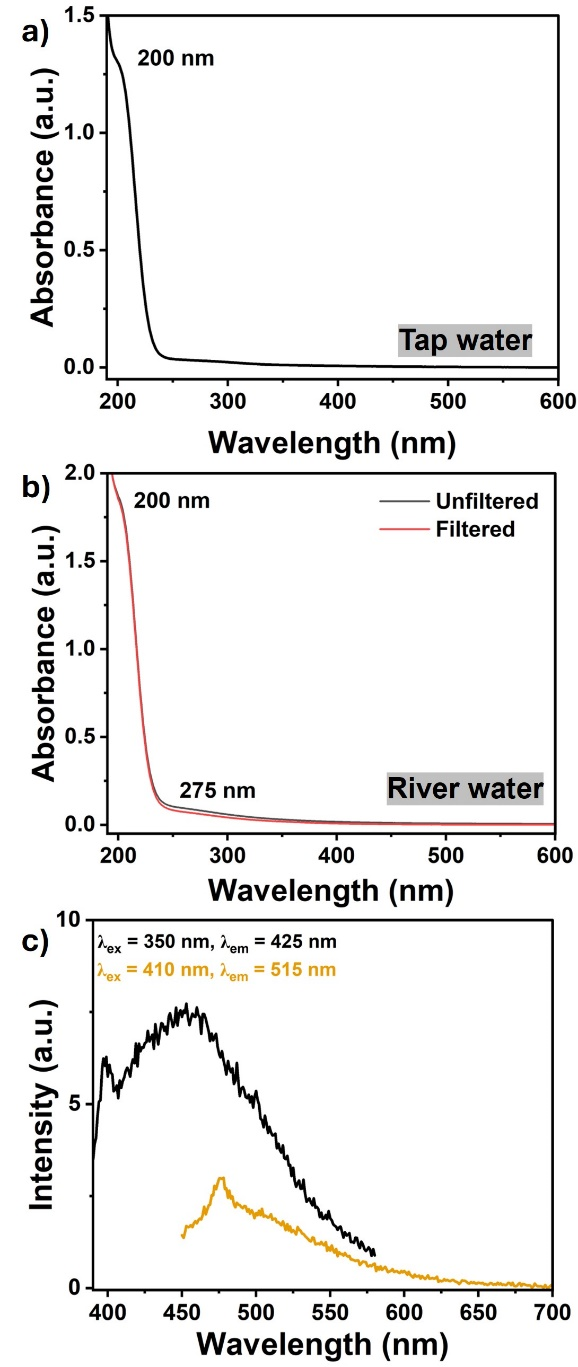 a)
1.5
1.0
0.5
0.0
Absorbance (a.u.)
200 nm
Tap water
200 300 400 500 600
Wavelength (nm)
b)
2.0
1.5
1.0
0.5
0.0
Absorbance (a.u.)
200 nm
Unfiltered
Filtered
275 nm
River water
200 300 400 500 600
Wavelength (nm)
c)
10
5
0
Intensity (a.u.)
λex = 350 nm, λem = 425 nm
λex = 410 nm, λem = 515 nm
400 450 500 550 600 650 700
Wavelength (nm)